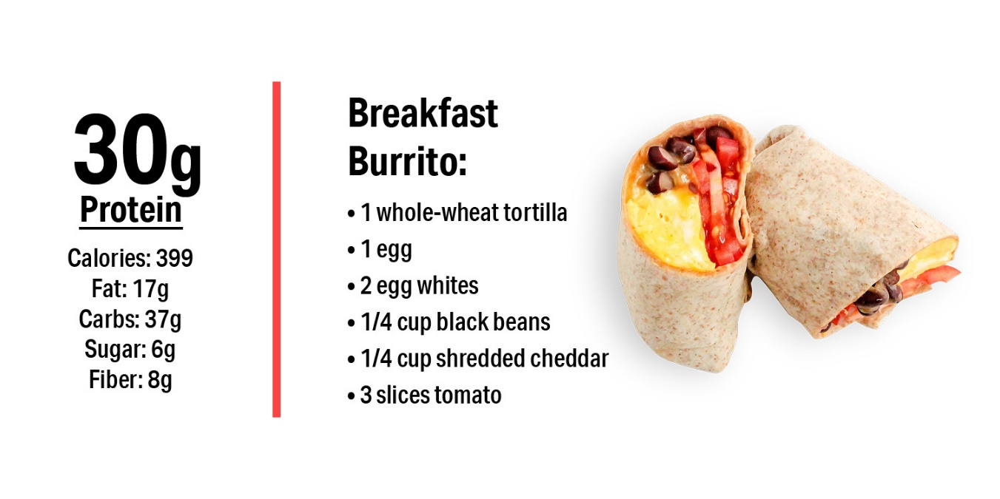 30g
Protein
Calories: 399
Fat: 17g
Carbs: 37g
Sugar: 6g
Fiber: 8g
Breakfast
Burrito:
• 1 whole-wheat tortilla
• 1 egg
• 2 egg whites
• 1/4 cup black beans
• 1/4 cup shredded cheddar
• 3 slices tomato